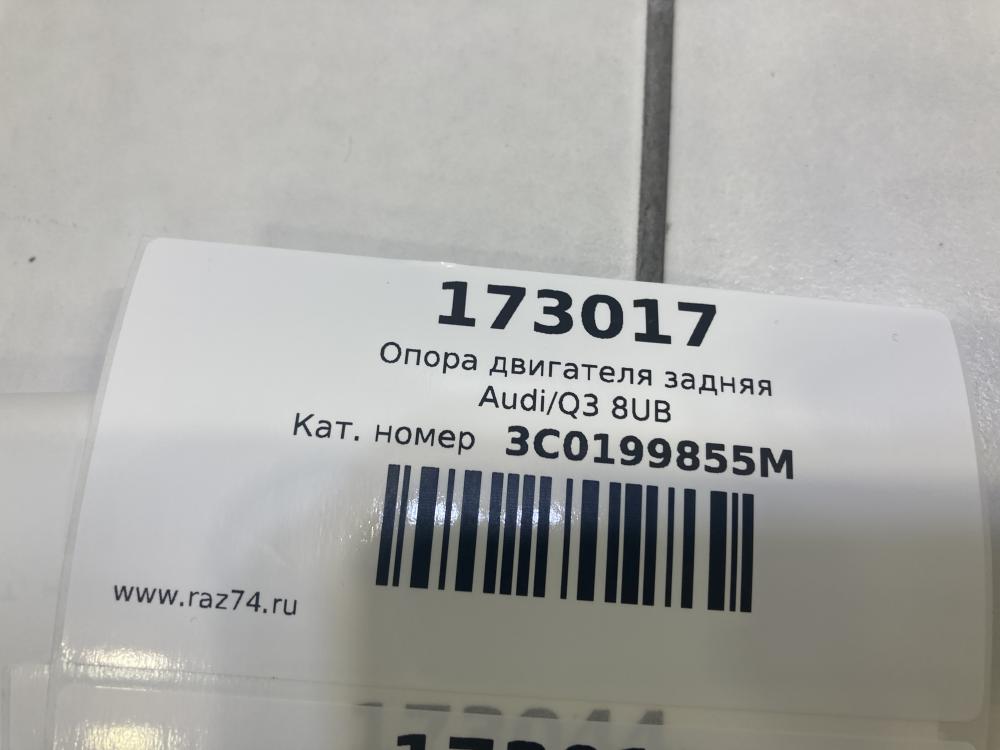 173017
Опора двигателя задняя
Audi/Q3 8UB
Кат. номер 3C0199855M
www.raz74.ru